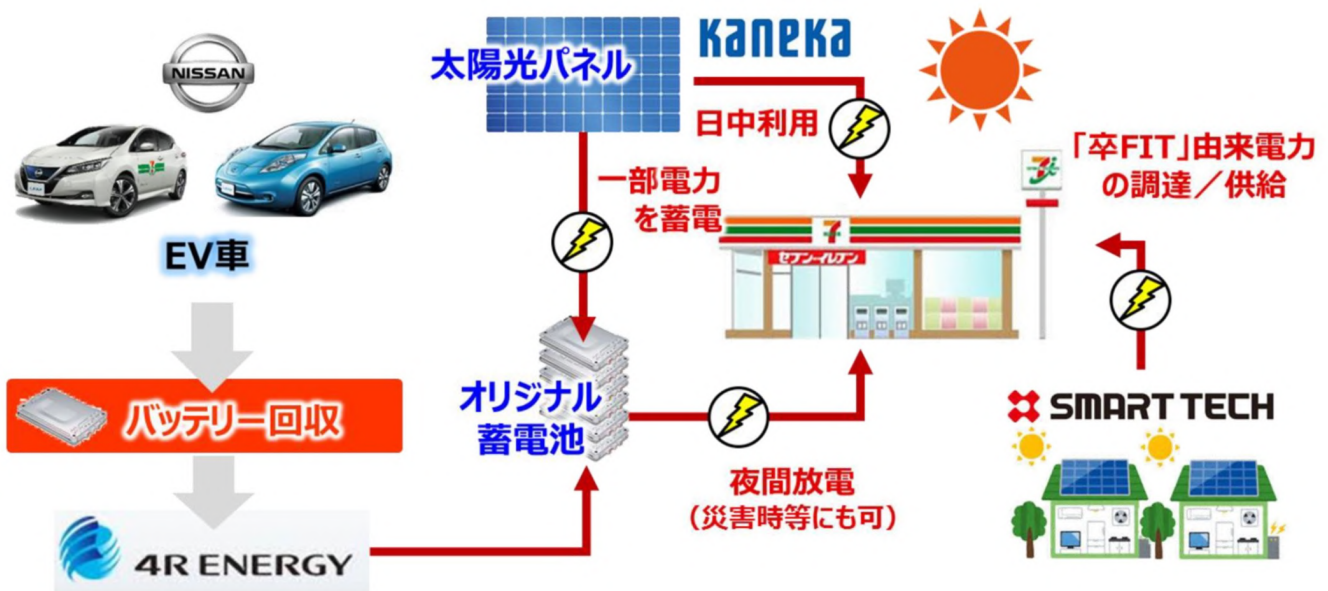 NISSAN
EV車
バッテリー回収
4R ENERGY
太陽光パネル
Kaneka
日中利用
一部電力
を蓄電
オリジナル
蓄電池
夜間放電
（災害時等にも可）
7
セブン-イレブン
「卒FIT」由来電力
の調達／供給
SMART TECH